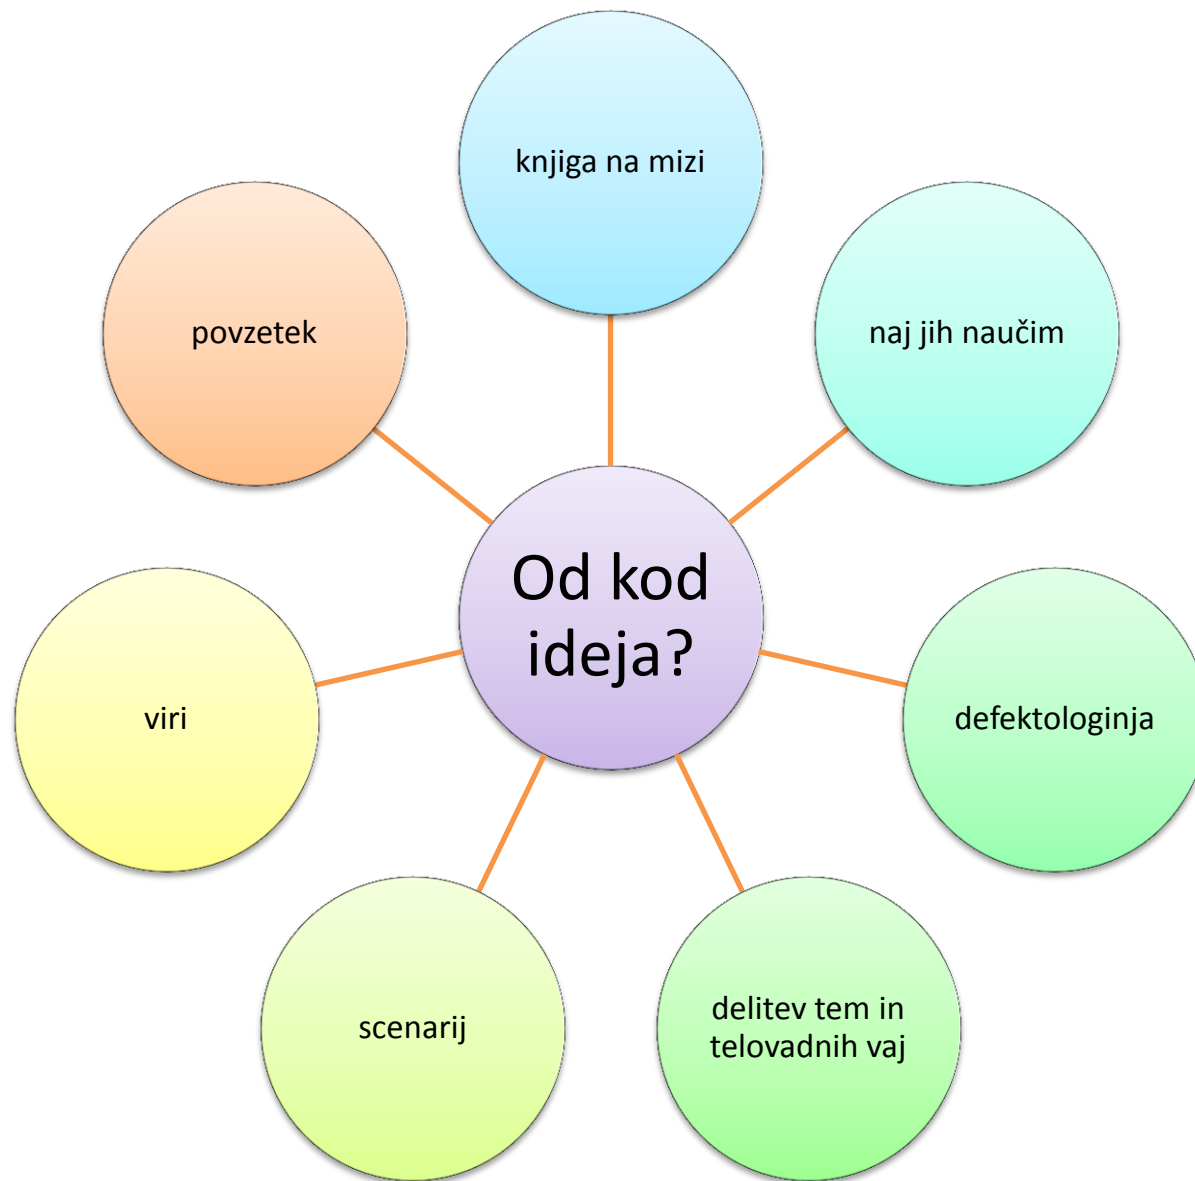 knjiga na mizi
povzetek
naj jih naučim
Od kod
ideja?
viri
defektologinja
scenarij
delitev tem in
telovadnih vaj